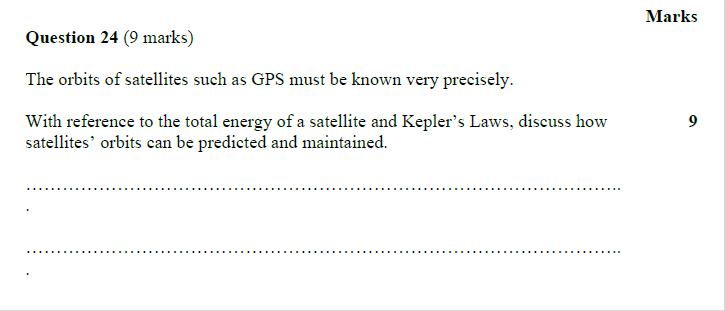 Marks
Question 24 (9 marks)
The orbits of satellites such as GPS must be known very precisely.
With reference to the total energy of a satellite and Kepler’s Laws, discuss how 9
satellites’ orbits can be predicted and maintained.
…………………………………………………………………………………..
.
…………………………………………………………………………………..
.